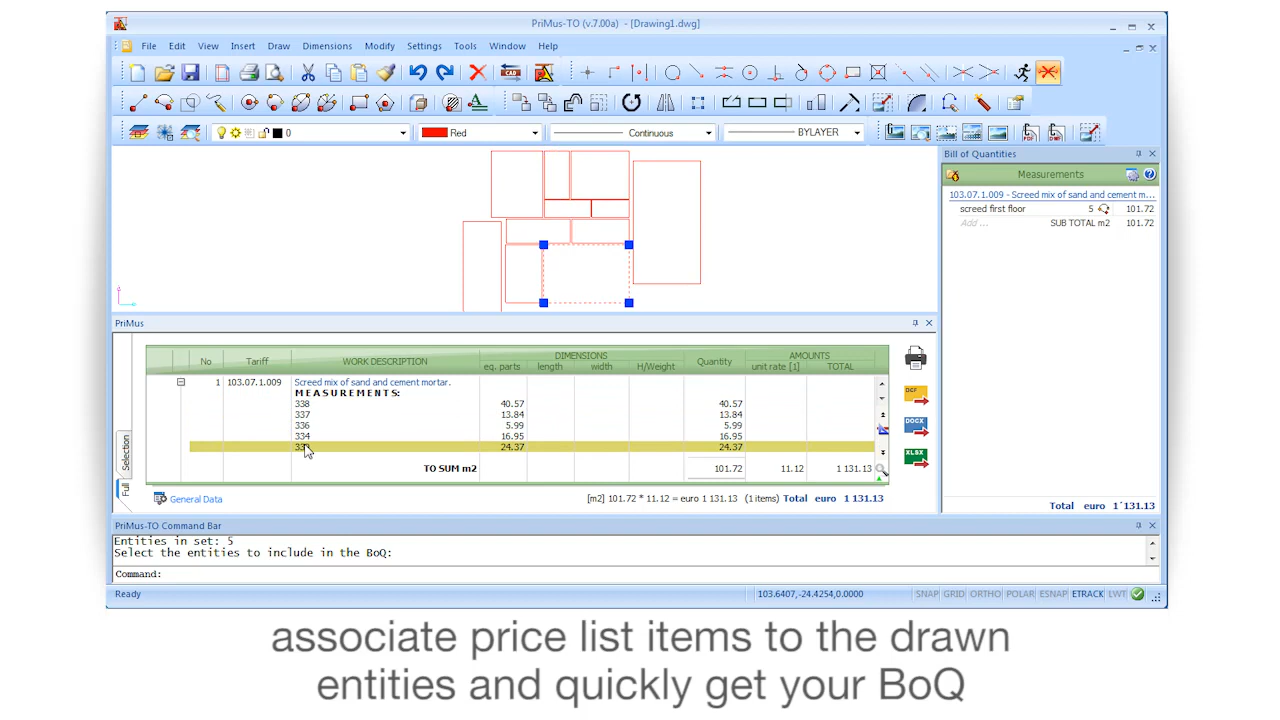 PriMus-TO (v.7.00a) - [Drawing1.dwg]
File Edit View Insert Draw Dimensions Modify Settings Tools Window Help
0 Red Continuous BYLAYER
Bill of Quantities
Measurements
103.07.1.009 - Screed mix of sand and cement m...
screed first floor 5 101.72
Add ... SUB TOTAL m2 101.72
Total euro 1´131.13
PriMus
No Tariff WORK DESCRIPTION DIMENSIONS Quantity AMOUNTS
eq. parts length width H/Weight unit rate [1] TOTAL
1 103.07.1.009 Screed mix of sand and cement mortar.
MEASUREMENTS:
338 40.57 40.57
337 13.84 13.84
336 5.99 5.99
334 16.95 16.95
24.37 24.37
TO SUM m2 101.72 11.12 1 131.13
Selection
Full
DCF
DOCX
XLSX
General Data
[m2] 101.72 * 11.12 = euro 1 131.13 (1 items) Total euro 1 131.13
PriMus-TO Command Bar
Entities in set: 5
Select the entities to include in the BoQ:
Command:
Ready 103.6407,-24.4254,0.0000 SNAP GRID ORTHO POLAR ESNAP ETRACK LWT
associate price list items to the drawn
entities and quickly get your BoQ